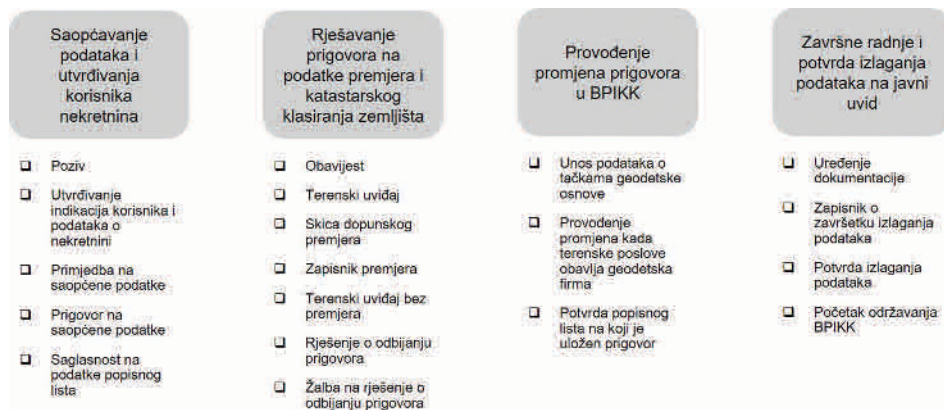 Saopćavanje
podataka i
utvrđivanja
korisnika
nekretnina
Poziv
Utvrđivanje
indikacija korisnika i
podataka o
nekretnini
Primjedba na
saopćene podatke
Prigovor na
saopćene podatke
Saglasnost na
podatke popisnog
lista
Rješavanje
prigovora na
podatke premjera i
katastarskog
klasiranja zemljišta
Obavijest
Terenski uviđaj
Skica dopunskog
premjera
Zapisnik premjera
Terenski uviđaj bez
premjera
Rješenje o odbijanju
prigovora
Žalba na rješenje o
odbijanju prigovora
Provođenje
promjena prigovora
u BPIKK
Unos podataka o
tačkama geodetske
osnove
Provođenje
promjena kada
terenske poslove
obavlja geodetska
firma
Potvrda popisnog
lista na koji je
uložen prigovor
Završne radnje i
potvrda izlaganja
podataka na javni
uvid
Uređenje
dokumentacije
Zapisnik o
završetku izlaganja
podataka
Potvrda izlaganja
podataka
Početak održavanja
BPIKK